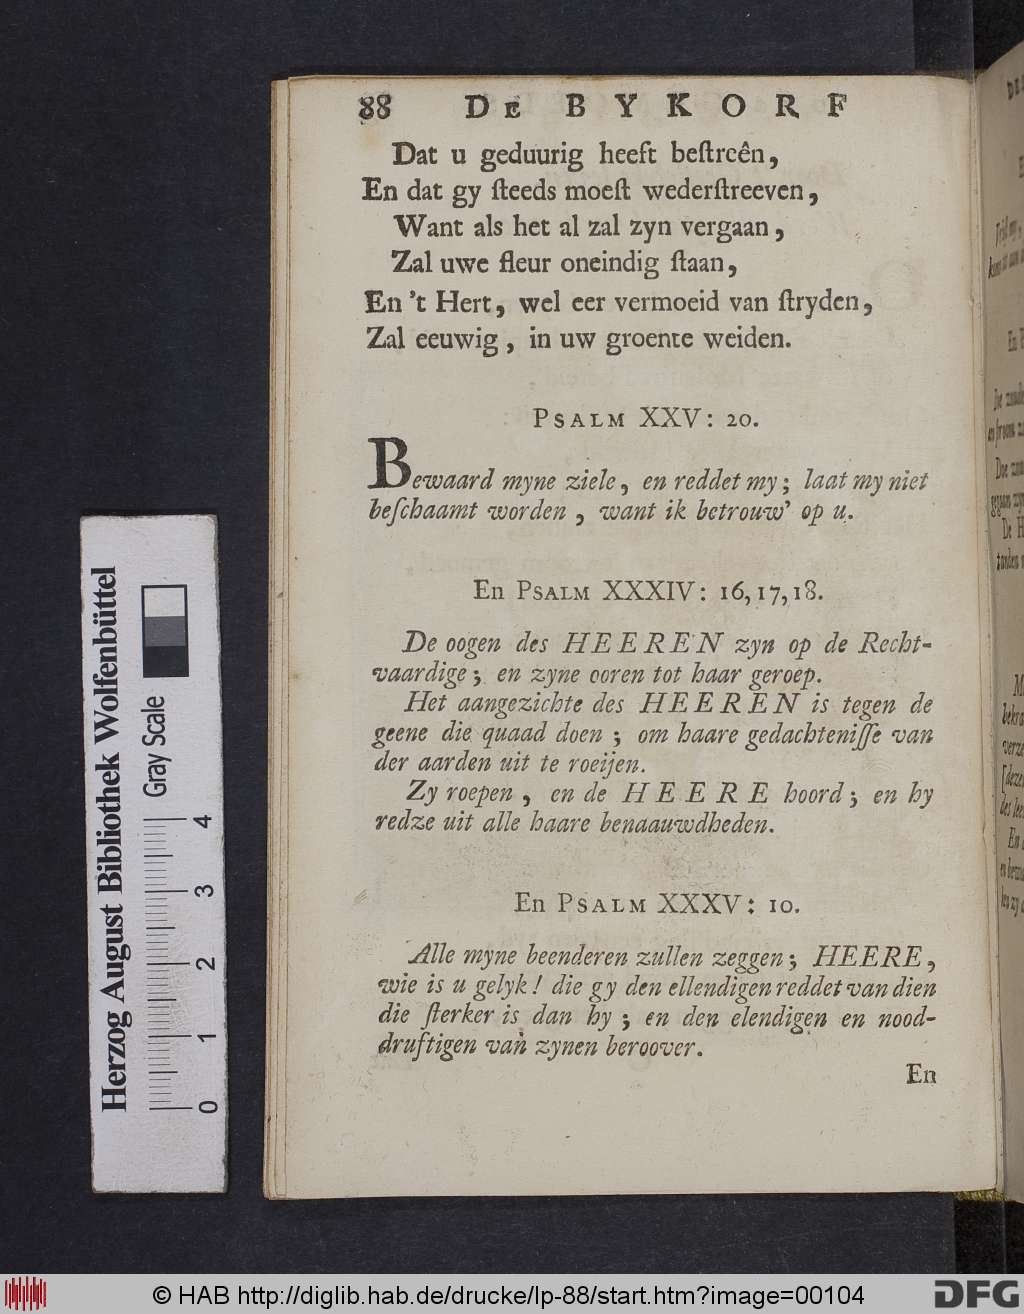 88 DE BYKORF
Dat u geduurig heeft beſtreên,
En dat gy ſteeds moeſt wederſtreeven,
Want als het al zal zyn vergaan,
Zal uwe fleur oneindig ſtaan,
En 't Hert, wel eer vermoeid van ſtryden,
Zal eeuwig, in uw groente weiden.
PSALM XXV: 20.
Bewaard myne ziele, en reddet my; laat my niet
beſchaamt worden, want ik betrouw' op u.
En PSALM XXXIV: 16, 17, 18.
De oogen des HEEREN zyn op de Recht-
vaardige; en zyne ooren tot haar geroep.
Het aangezichte des HEEREN is tegen de
geene die quaad doen; om haare gedachteniſſe van
der aarden uit te roeijen.
Zy roepen, en de HEERE hoord; en hy
redze uit alle haare benaauwdheden.
En PSALM XXXV: 10.
Alle myne beenderen zullen zeggen; HEERE,
wie is u gelyk! die gy den ellendigen reddet van dien
die ſterker is dan hy; en den elendigen en nood-
druftigen van zynen beroover.
En
Herzog August Bibliothek Wolfenbüttel
Gray Scale
0 1 2 3 4
© HAB http://diglib.hab.de/drucke/lp-88/start.htm?image=00104
DFG